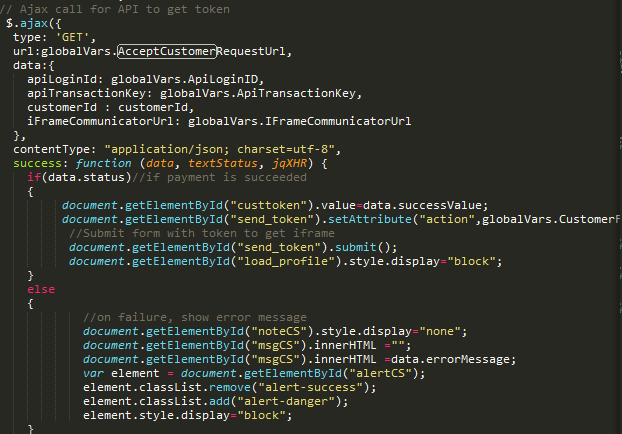 // Ajax call for API to get token
$.ajax({
type: 'GET',
url:globalVars.AcceptCustomerRequestUrl,
data:{
apiLoginId: globalVars.ApiLoginID,
apiTransactionKey: globalVars.ApiTransactionKey,
customerId : customerId,
iFrameCommunicatorUrl: globalVars.IFrameCommunicatorUrl
},
contentType: "application/json; charset=utf-8",
success: function (data, textStatus, jqXHR) {
if(data.status)//if payment is succeeded
{
document.getElementById("custtoken").value=data.successValue;
document.getElementById("send_token").setAttribute("action",globalVars.CustomerF
//Submit form with token to get iframe
document.getElementById("send_token").submit();
document.getElementById("load_profile").style.display="block";
}
else
{
//on failure, show error message
document.getElementById("noteCS").style.display="none";
document.getElementById("msgCS").innerHTML ="";
document.getElementById("msgCS").innerHTML =data.errorMessage;
var element = document.getElementById("alertCS");
element.classList.remove("alert-success");
element.classList.add("alert-danger");
element.style.display="block";
}